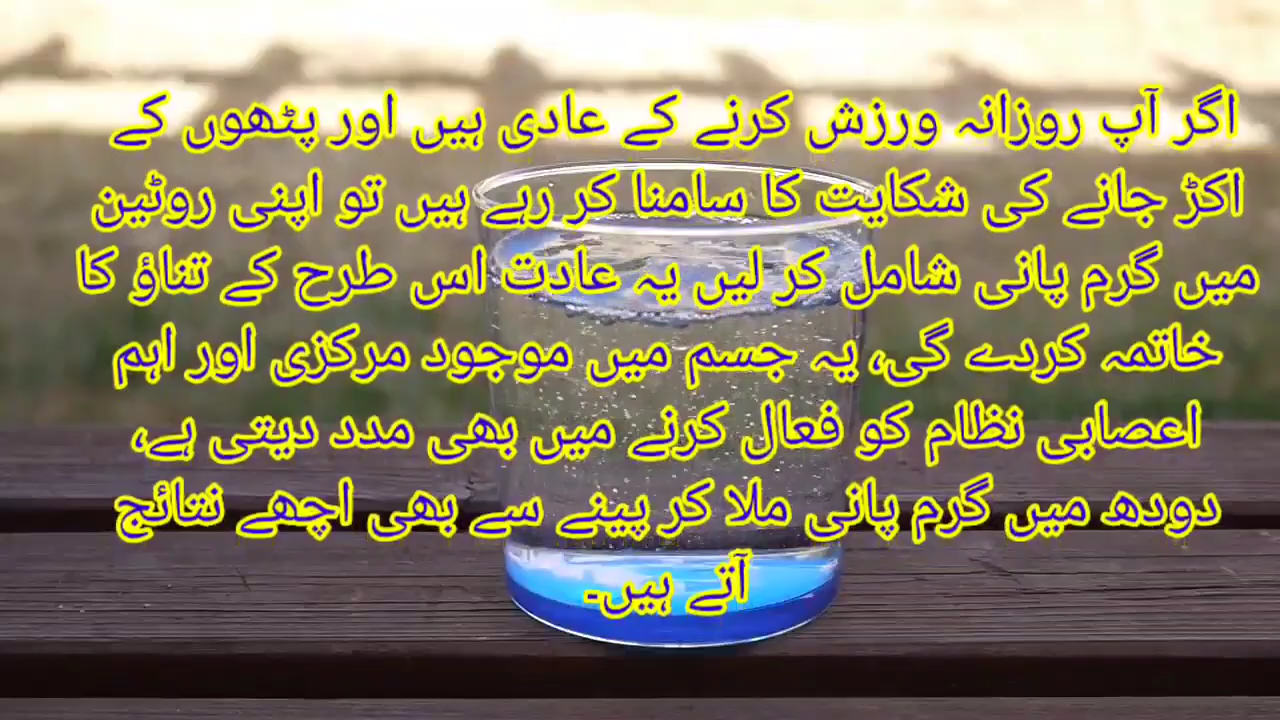 اگر آپ روزانہ ورزش کرنے کے عادی ہیں اور پٹھوں کے
اکڑ جانے کی شکایت کا سامنا کر رہے ہیں تو اپنی روٹین
میں گرم پانی شامل کر لیں یہ عادت اس طرح کے تناؤ کا
خاتمہ کردے گی، یہ جسم میں موجود مرکزی اور اہم
اعصابی نظام کو فعال کرنے میں بھی مدد دیتی ہے،
دودھ میں گرم پانی ملا کر پینے سے بھی اچھے نتائج
آتے ہیں۔